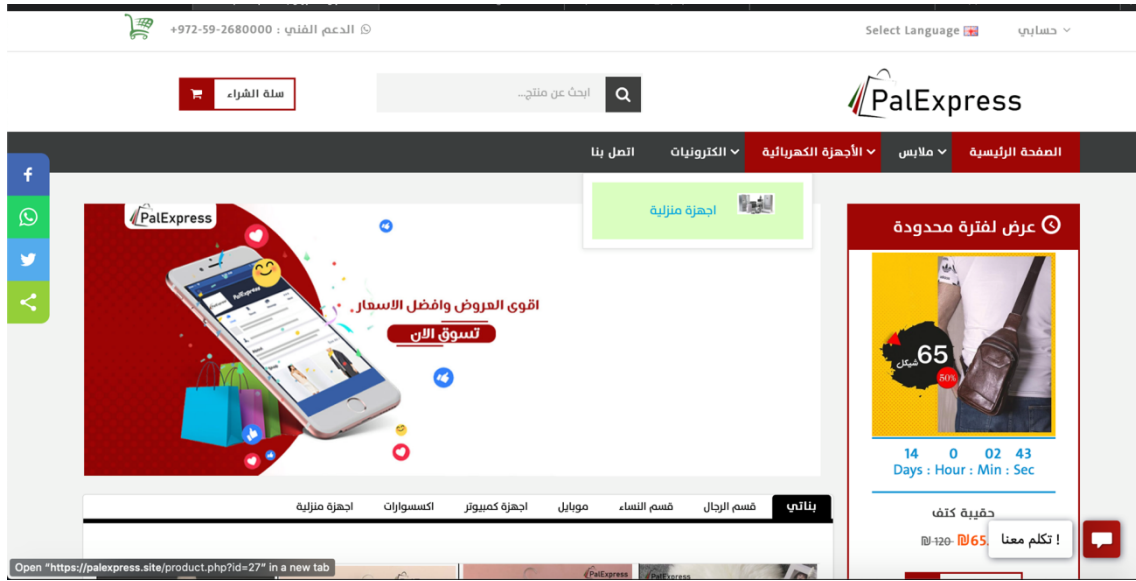 حسابي
Select Language
الدعم الفني : 2680000-59-972+
PalExpress
ابحث عن منتج...
سلة الشراء
الصفحة الرئيسية
ملابس
الأجهزة الكهربائية
الكترونيات
اتصل بنا
اجهزة منزلية
عرض لفترة محدودة
65 شيكل
50%
14 0 02 43
Days : Hour : Min : Sec
حقيبة كتف
₪65. ₪ 120
تكلم معنا !
PalExpress
اقوى العروض وافضل الاسعار
تسوق الان
بناتي
قسم الرجال
قسم النساء
موبايل
اجهزة كمبيوتر
اكسسوارات
اجهزة منزلية
PalExpress
PalExpress
Open "https://palexpress.site/product.php?id=27" in a new tab